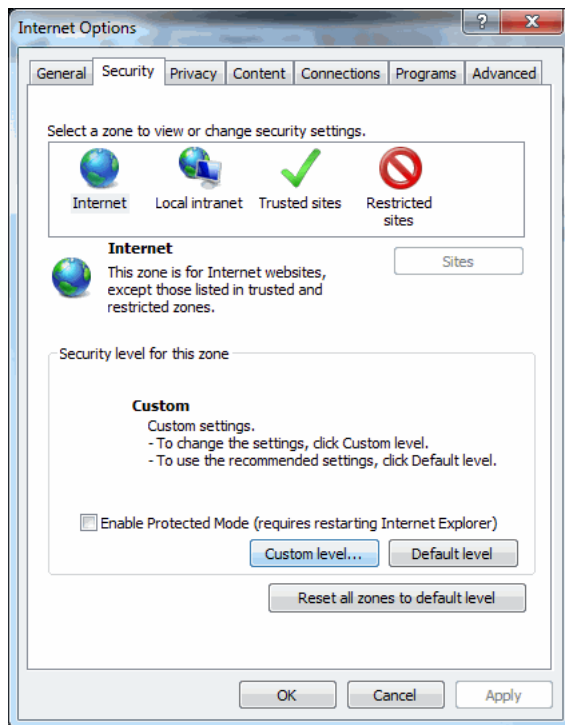 Internet Options
?
X
General Security Privacy Content Connections Programs Advanced
Select a zone to view or change security settings.
Internet Local intranet Trusted sites Restricted
sites
Internet
Sites
This zone is for Internet websites,
except those listed in trusted and
restricted zones.
Security level for this zone
Custom
Custom settings.
- To change the settings, click Custom level.
- To use the recommended settings, click Default level.
Enable Protected Mode (requires restarting Internet Explorer)
Custom level... Default level
Reset all zones to default level
OK Cancel Apply